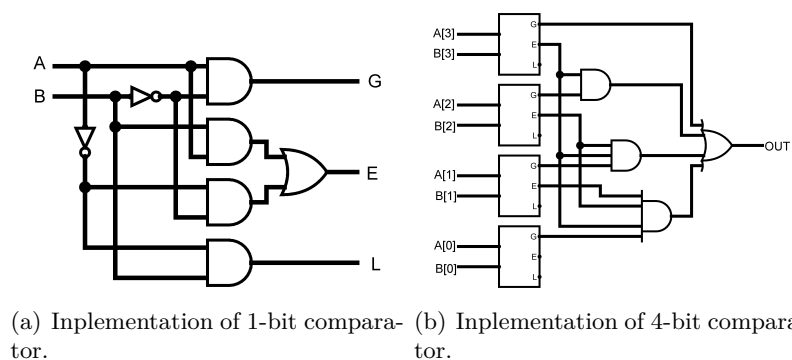 A
B
G
E
L
A[3]
B[3]
G
E
L
A[2]
B[2]
G
E
L
A[1]
B[1]
G
E
L
A[0]
B[0]
G
E
L
OUT
(a) Inplementation of 1-bit compara-
tor.
(b) Inplementation of 4-bit compara
tor.